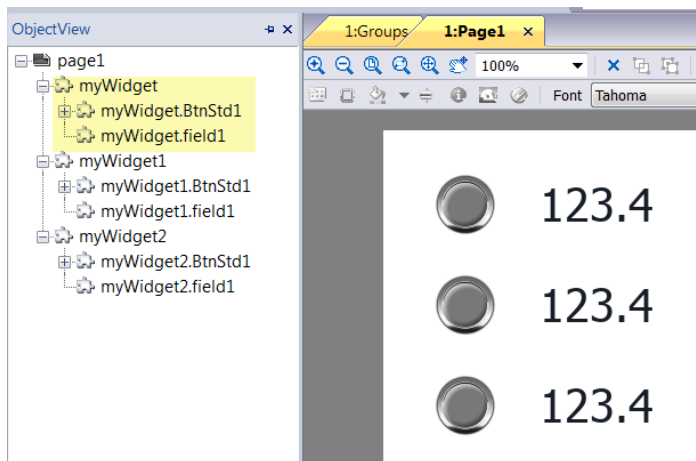 ObjectView
page1
myWidget
myWidget.BtnStd1
myWidget.field1
myWidget1
myWidget1.BtnStd1
myWidget1.field1
myWidget2
myWidget2.BtnStd1
myWidget2.field1
1:Groups 1:Page1
100%
Font Tahoma
123.4
123.4
123.4